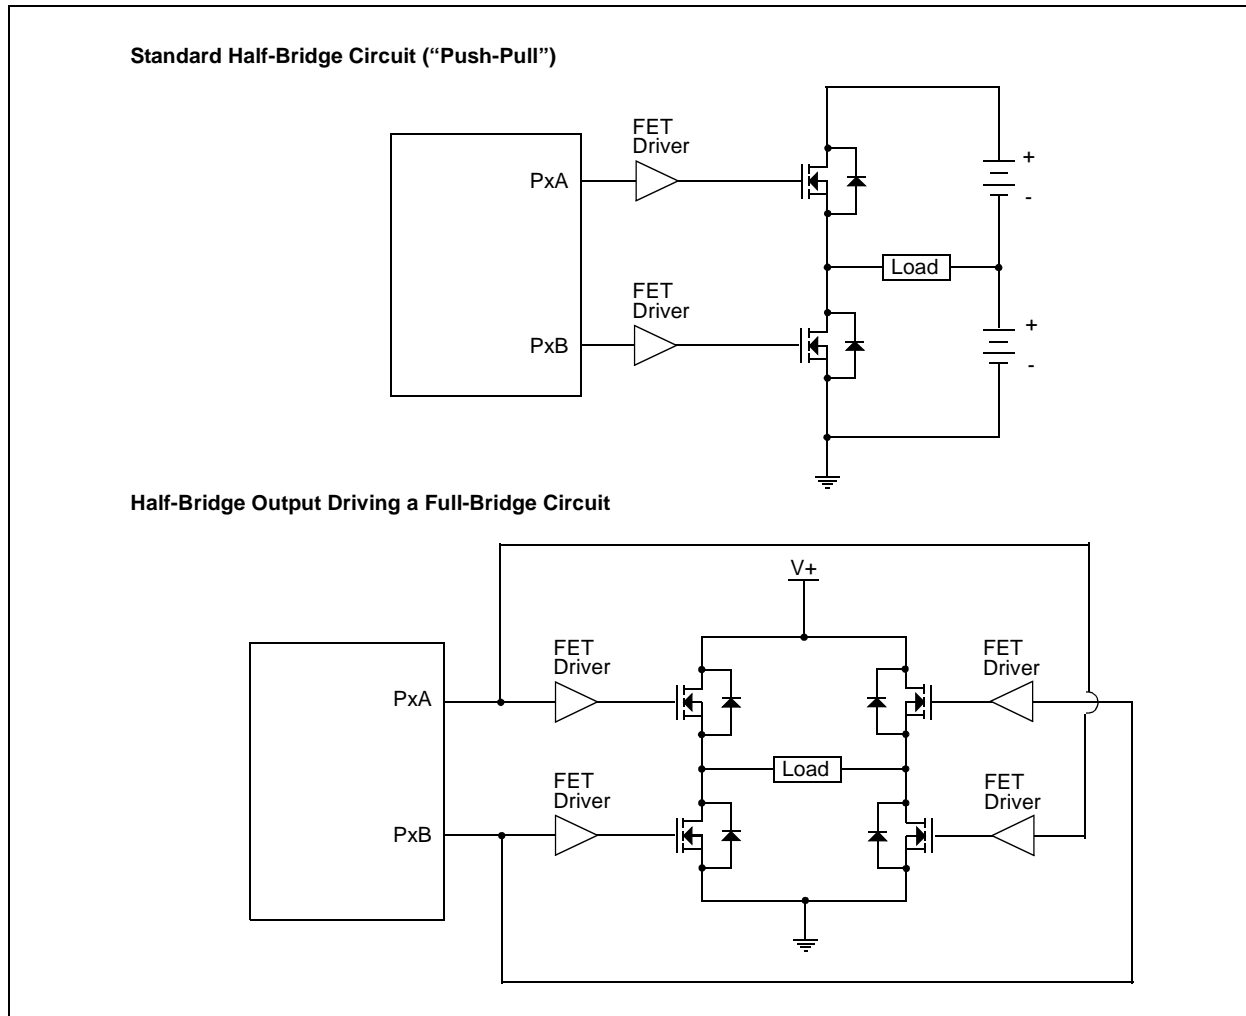 Standard Half-Bridge Circuit (“Push-Pull”)
FET
Driver
PxA
+
-
Load
FET
Driver
PxB
+
-
Half-Bridge Output Driving a Full-Bridge Circuit
V+
FET
Driver
FET
Driver
PxA
Load
FET
Driver
FET
Driver
PxB